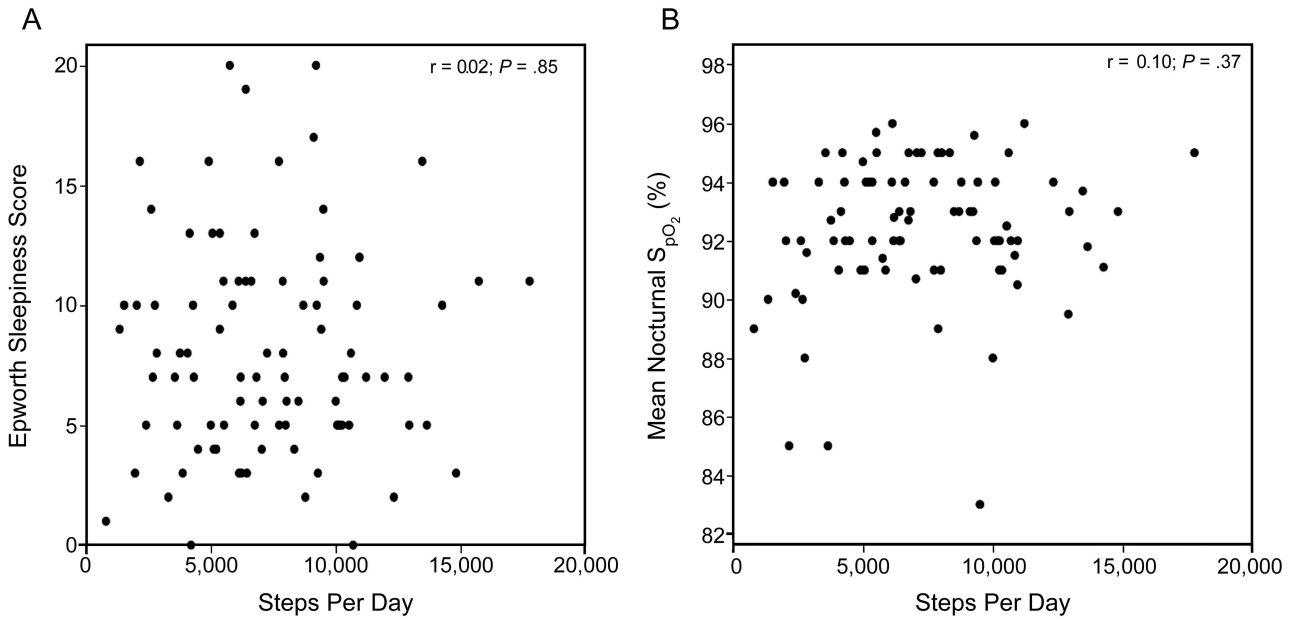 A
r = 0.02; P = .85
Epworth Sleepiness Score
20
15
10
5
0
0 5,000 10,000 15,000 20,000
Steps Per Day
B
r = 0.10; P = .37
Mean Nocturnal SpO2 (%)
98
96
94
92
90
88
86
84
82
0 5,000 10,000 15,000 20,000
Steps Per Day